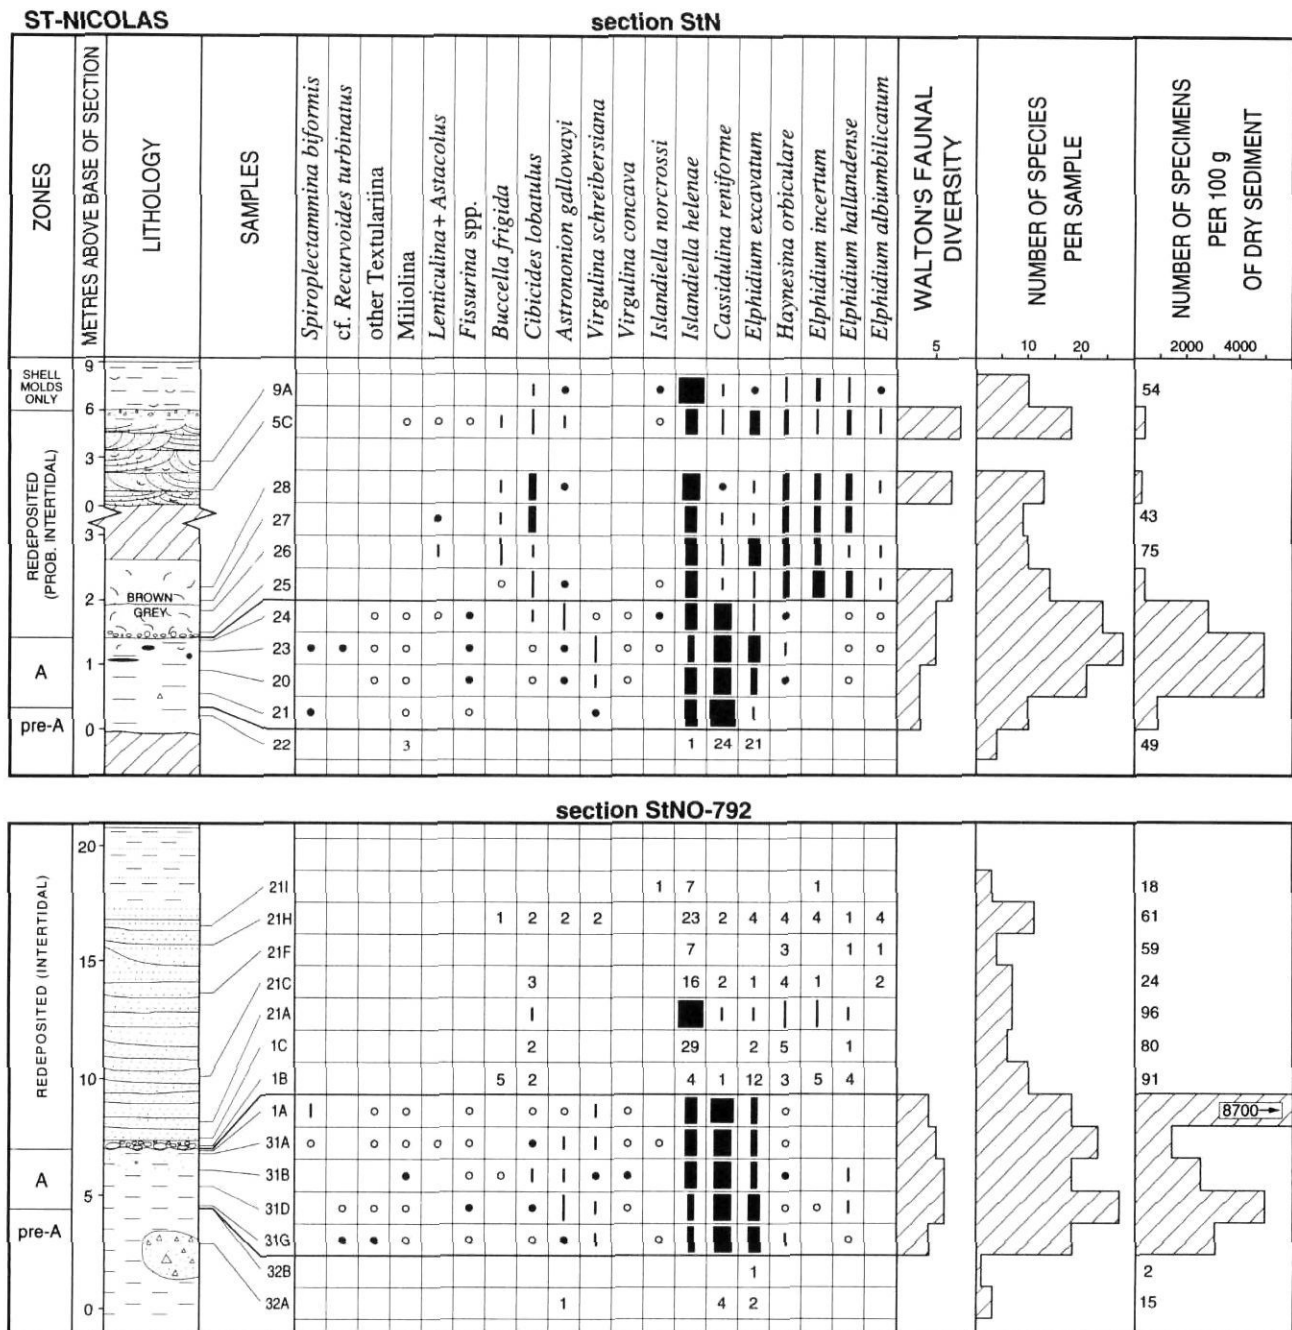 ST-NICOLAS
section StN
ZONES
METRES ABOVE BASE OF SECTION
LITHOLOGY
SAMPLES
Spiroplectammina biformis
cf. Recurvoides turbinatus
other Textulariina
Miliolina
Lenticulina + Astacolus
Fissurina spp.
Buccella frigida
Cibicides lobatulus
Astrononion gallowayi
Virgulina schreibersiana
Virgulina concava
Islandiella norcrossi
Islandiella helenae
Cassidulina reniforme
Elphidium excavatum
Haynesina orbiculare
Elphidium incertum
Elphidium hallandense
Elphidium albiumbilicatum
WALTON'S FAUNAL
DIVERSITY
NUMBER OF SPECIES
PER SAMPLE
NUMBER OF SPECIMENS
PER 100 g
OF DRY SEDIMENT
5
10 20
2000 4000
SHELL
MOLDS
ONLY
REDEPOSITED
(PROB. INTERTIDAL)
A
pre-A
9
6
3
0
3
2
1
0
BROWN
GREY
9A 54
5C
28
27 43
26 75
25
24
23
20
21
22 3 1 24 21 49
section StNO-792
REDEPOSITED (INTERTIDAL)
A
pre-A
20
15
10
5
0
21I 1 7 1 18
21H 1 2 2 2 23 2 4 4 4 1 4 61
21F 7 3 1 1 59
21C 3 16 2 1 4 1 2 24
21A 96
1C 2 29 2 5 1 80
1B 5 2 4 1 12 3 5 4 91
1A 8700
31A
31B
31D
31G
32B 1 2
32A 1 4 2 15